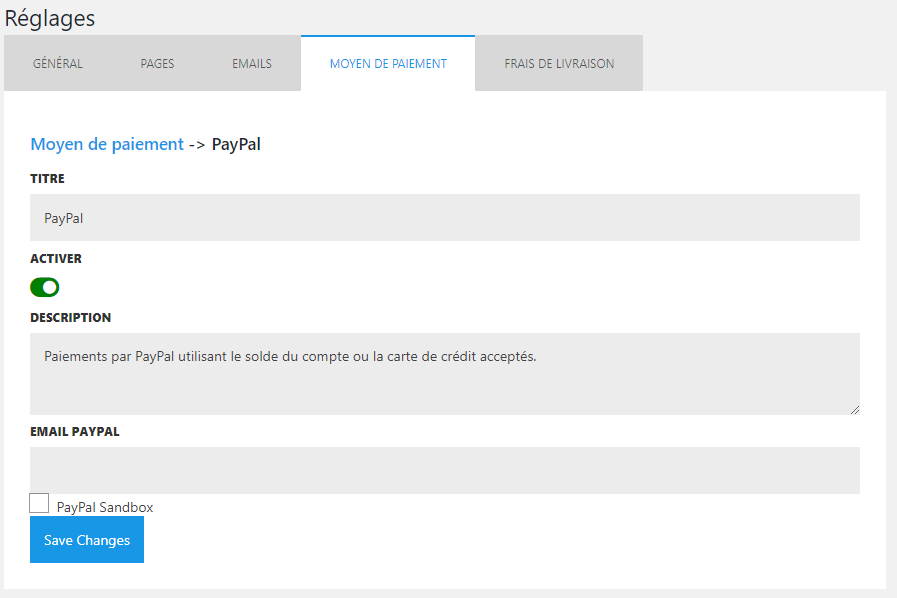 Réglages
GÉNÉRAL PAGES EMAILS MOYEN DE PAIEMENT FRAIS DE LIVRAISON
Moyen de paiement -> PayPal
TITRE
PayPal
ACTIVER
DESCRIPTION
Paiements par PayPal utilisant le solde du compte ou la carte de crédit acceptés.
EMAIL PAYPAL
PayPal Sandbox
Save Changes